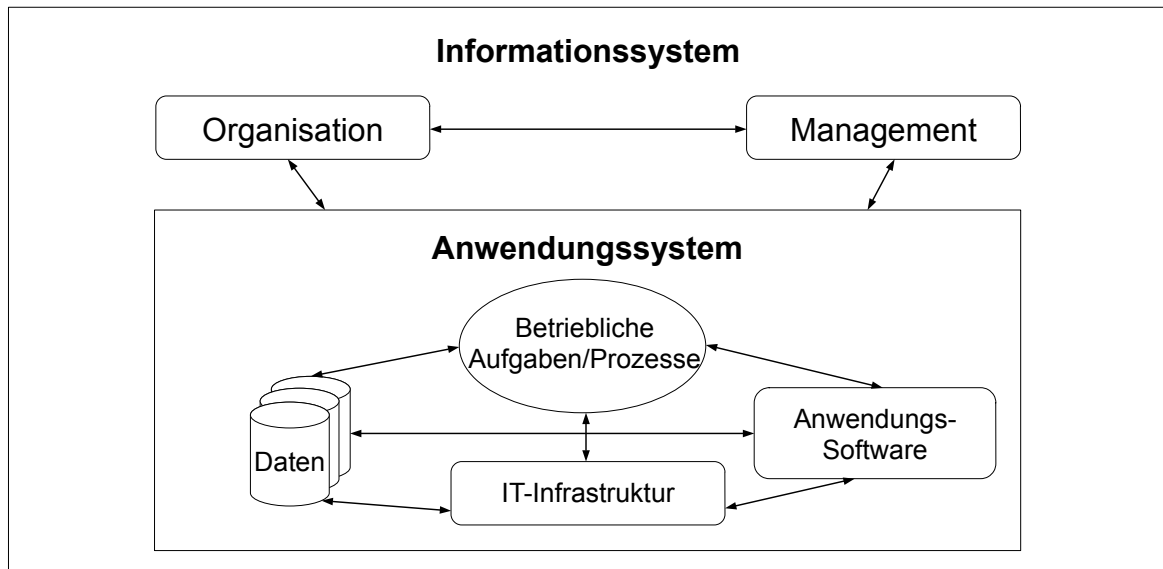 Informationssystem
Organisation
Management
Anwendungssystem
Betriebliche
Aufgaben/Prozesse
Daten
Anwendungs-
Software
IT-Infrastruktur